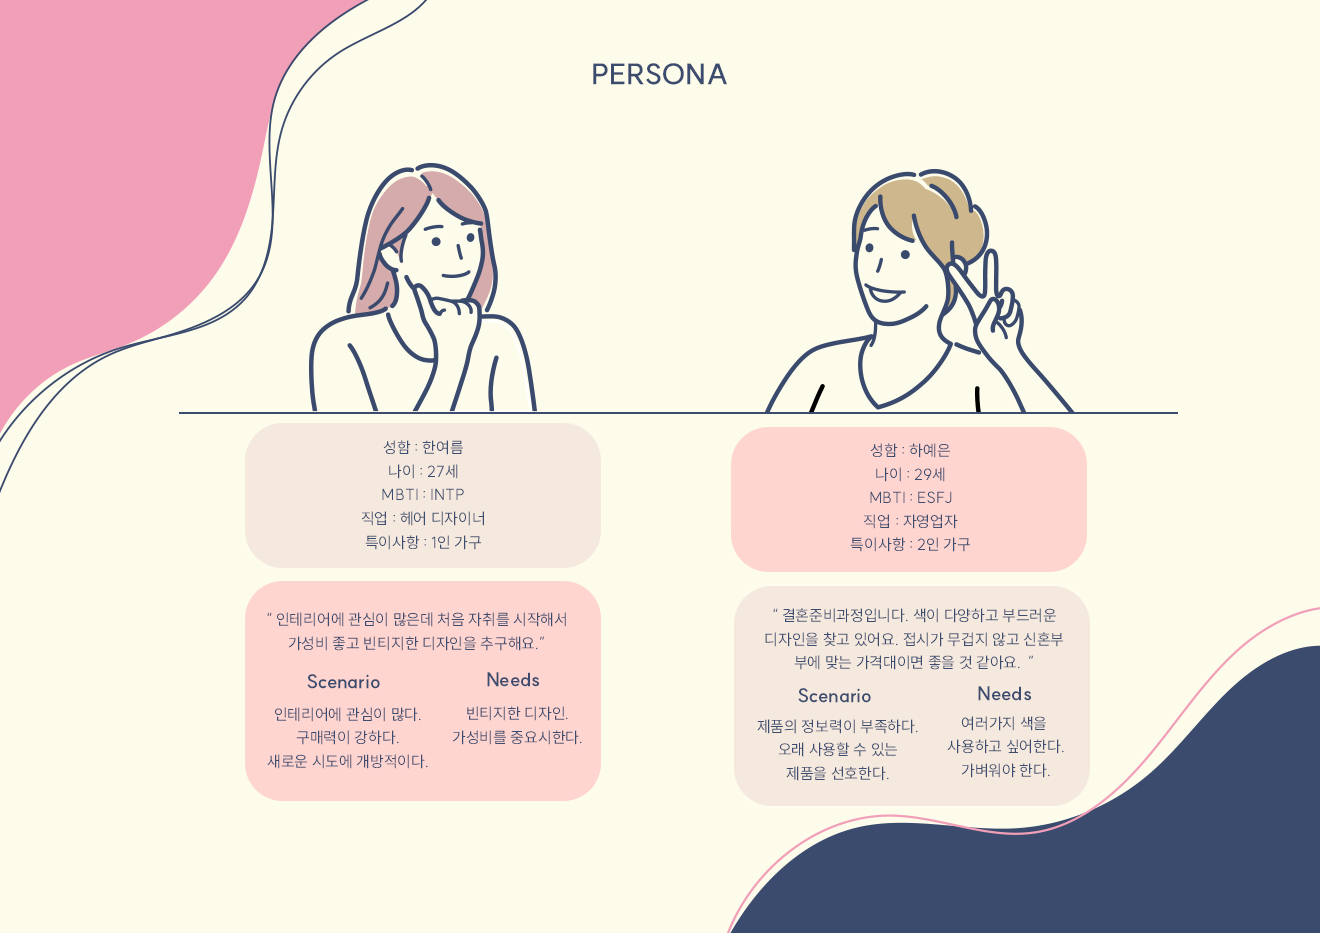 PERSONA
성함 : 한여름
나이 : 27세
MBTI : INTP
직업 : 헤어 디자이너
특이사항 : 1인 가구
“ 인테리어에 관심이 많은데 처음 자취를 시작해서
가성비 좋고 빈티지한 디자인을 추구해요.”
Scenario
인테리어에 관심이 많다.
구매력이 강하다.
새로운 시도에 개방적이다.
Needs
빈티지한 디자인.
가성비를 중요시한다.
성함 : 하예은
나이 : 29세
MBTI : ESFJ
직업 : 자영업자
특이사항 : 2인 가구
“ 결혼준비과정입니다. 색이 다양하고 부드러운
디자인을 찾고 있어요. 접시가 무겁지 않고 신혼부
부에 맞는 가격대이면 좋을 것 같아요. ”
Scenario
제품의 정보력이 부족하다.
오래 사용할 수 있는
제품을 선호한다.
Needs
여러가지 색을
사용하고 싶어한다.
가벼워야 한다.